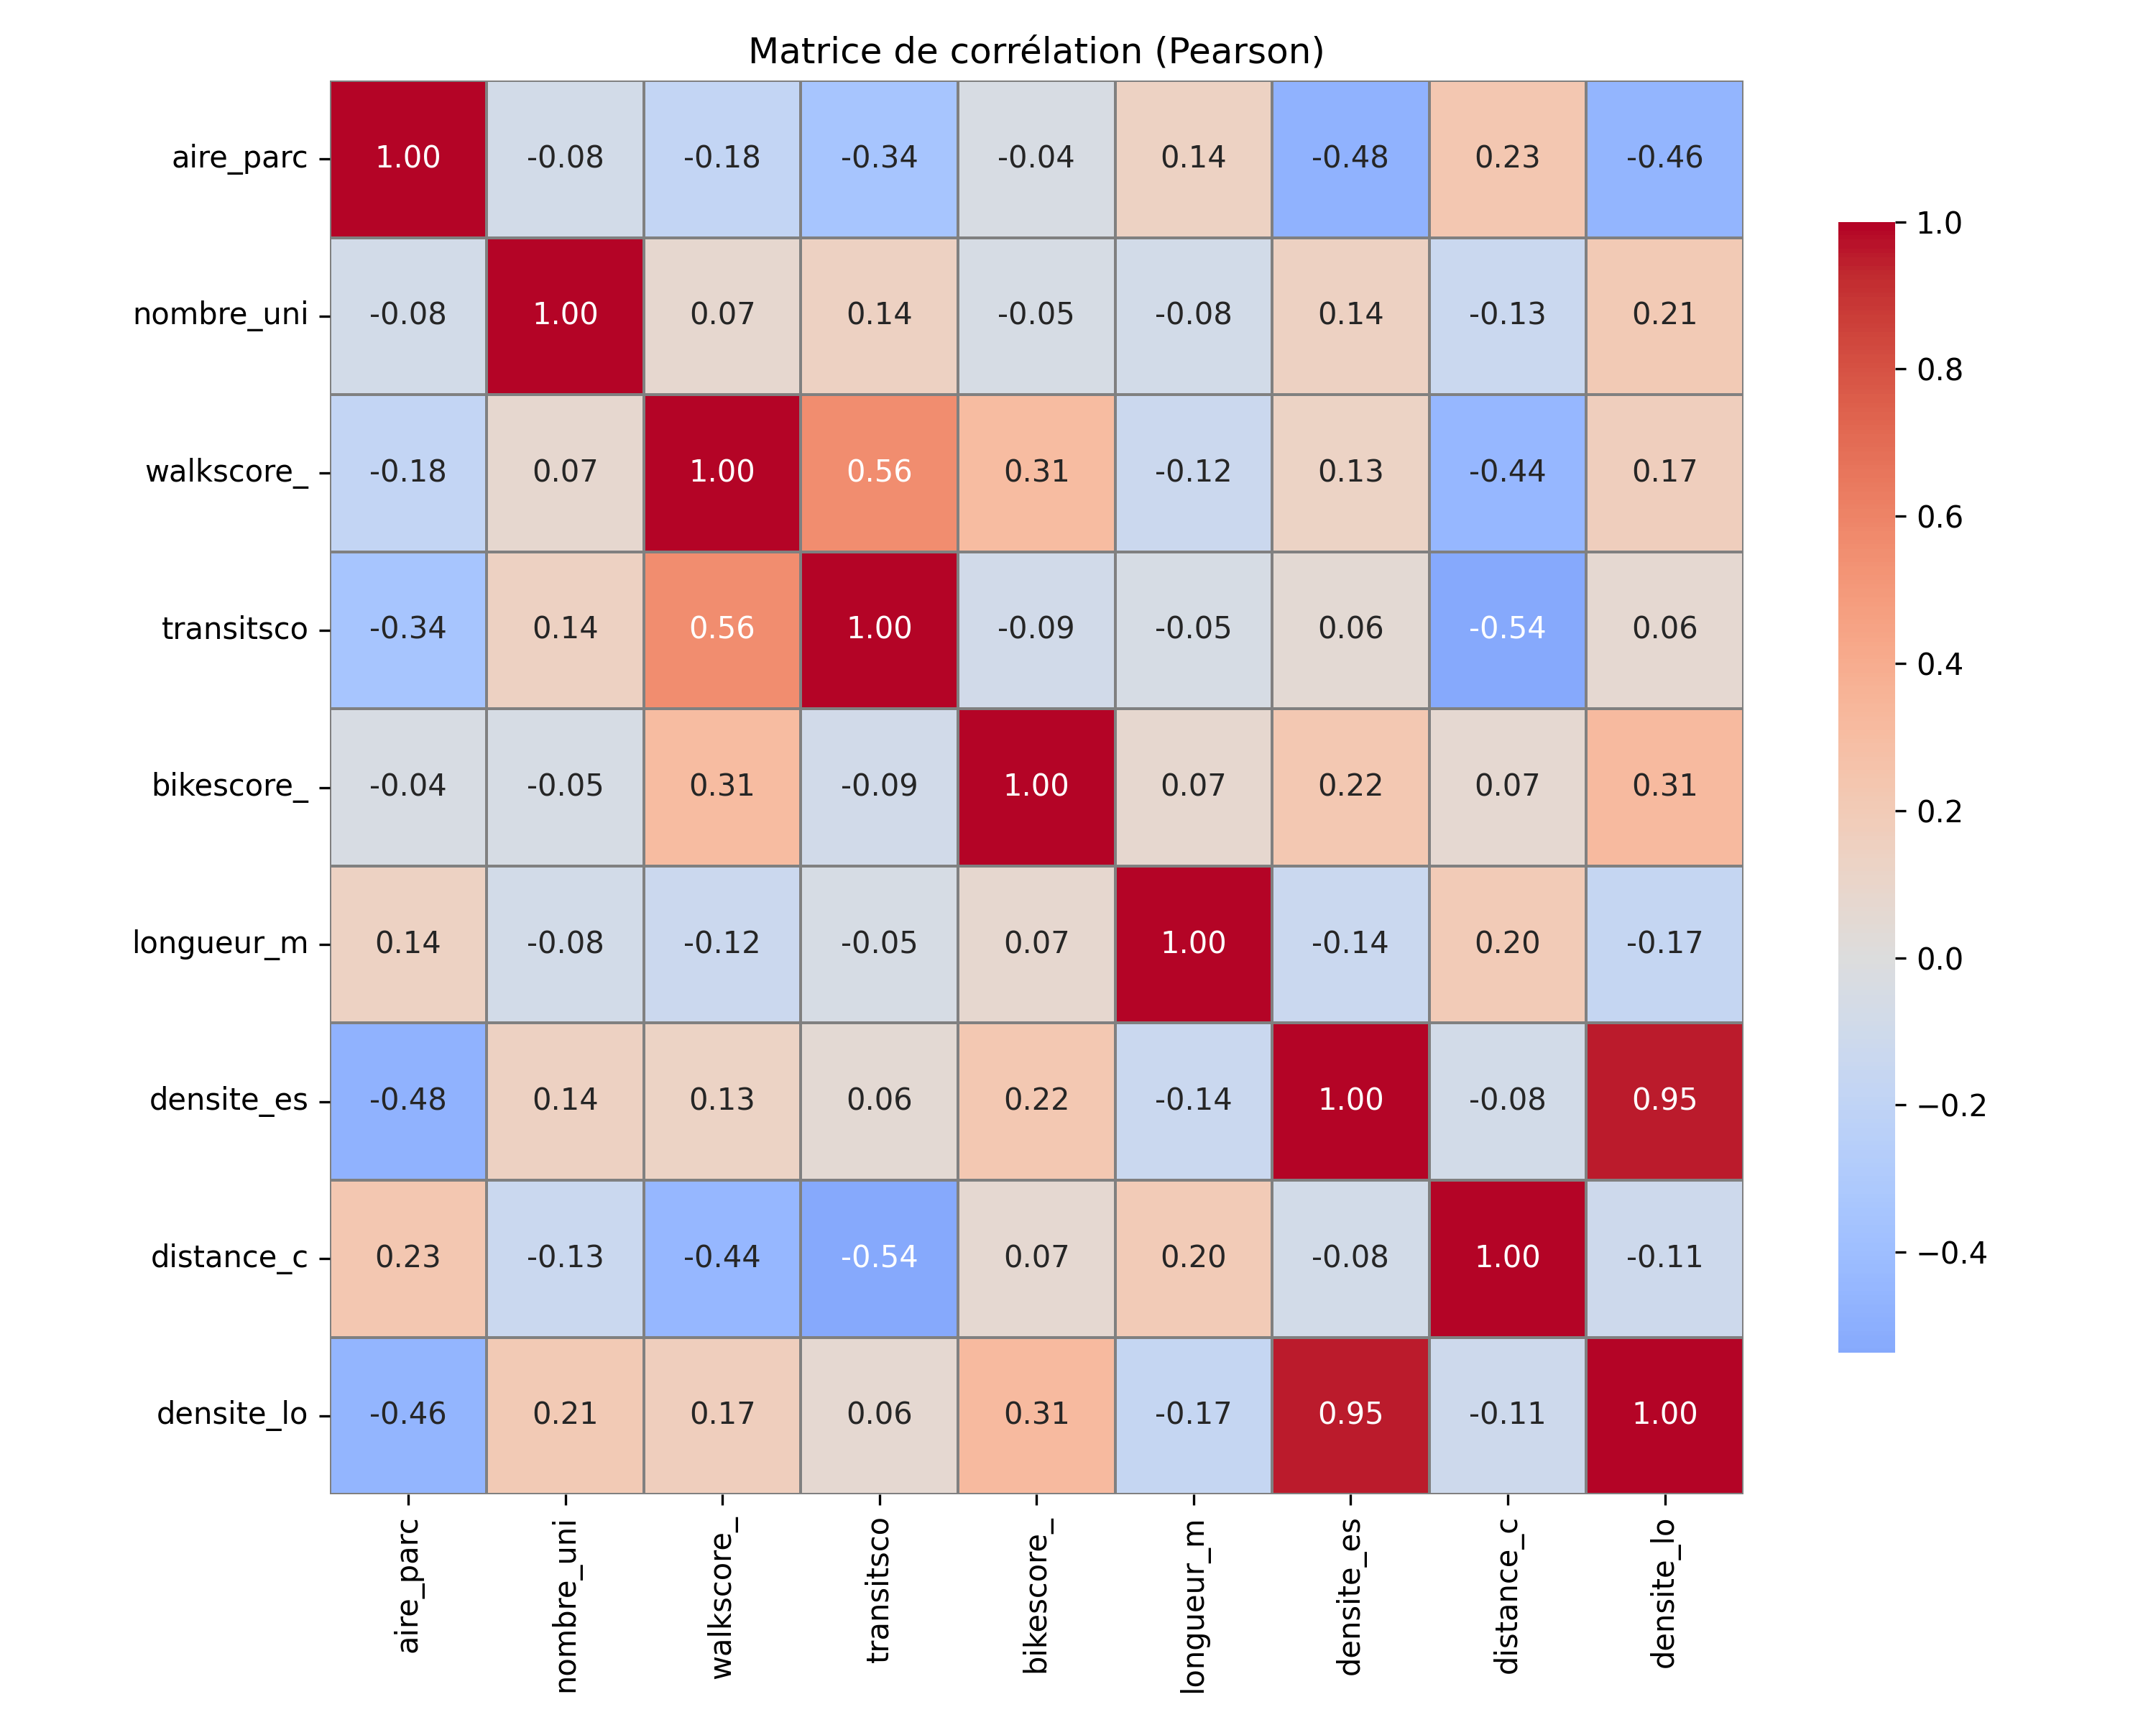 Matrice de corrélation (Pearson)
aire_parc 1.00 -0.08 -0.18 -0.34 -0.04 0.14 -0.48 0.23 -0.46
nombre_uni -0.08 1.00 0.07 0.14 -0.05 -0.08 0.14 -0.13 0.21
walkscore_ -0.18 0.07 1.00 0.56 0.31 -0.12 0.13 -0.44 0.17
transitsco -0.34 0.14 0.56 1.00 -0.09 -0.05 0.06 -0.54 0.06
bikescore_ -0.04 -0.05 0.31 -0.09 1.00 0.07 0.22 0.07 0.31
longueur_m 0.14 -0.08 -0.12 -0.05 0.07 1.00 -0.14 0.20 -0.17
densite_es -0.48 0.14 0.13 0.06 0.22 -0.14 1.00 -0.08 0.95
distance_c 0.23 -0.13 -0.44 -0.54 0.07 0.20 -0.08 1.00 -0.11
densite_lo -0.46 0.21 0.17 0.06 0.31 -0.17 0.95 -0.11 1.00
aire_parc
nombre_uni
walkscore_
transitsco
bikescore_
longueur_m
densite_es
distance_c
densite_lo
1.0
0.8
0.6
0.4
0.2
0.0
−0.2
−0.4